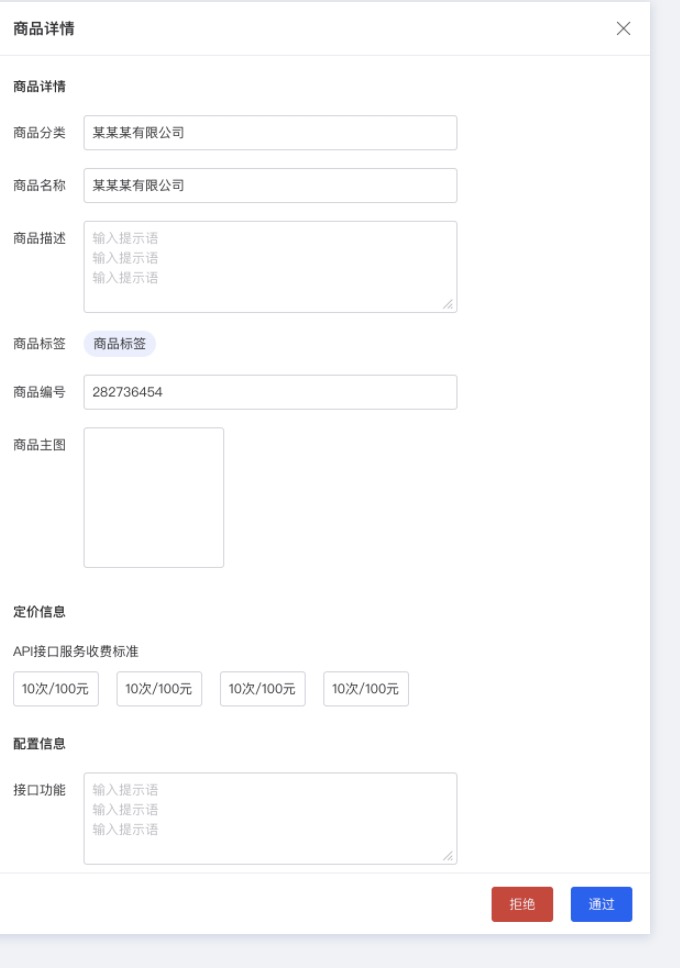 商品详情
商品详情
商品分类 某某某有限公司
商品名称 某某某有限公司
商品描述 输入提示语
输入提示语
输入提示语
商品标签 商品标签
商品编号 282736454
商品主图
定价信息
API接口服务收费标准
10次/100元 10次/100元 10次/100元 10次/100元
配置信息
接口功能 输入提示语
输入提示语
输入提示语
拒绝 通过